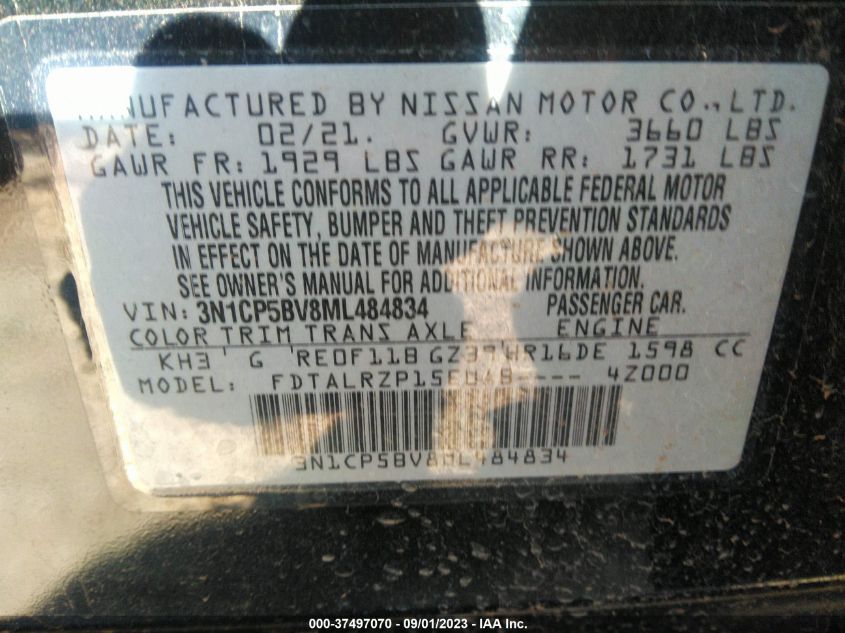 MANUFACTURED BY NISSAN MOTOR CO., LTD.
DATE: 02/21. GVWR: 3660 LBS
GAWR FR: 1929 LBS GAWR RR: 1731 LBS
THIS VEHICLE CONFORMS TO ALL APPLICABLE FEDERAL MOTOR
VEHICLE SAFETY, BUMPER AND THEFT PREVENTION STANDARDS
IN EFFECT ON THE DATE OF MANUFACTURE SHOWN ABOVE.
SEE OWNER'S MANUAL FOR ADDITIONAL INFORMATION.
VIN: 3N1CP5BV8ML484834 PASSENGER CAR.
COLOR TRIM TRANS AXLE ENGINE
KH3 G RE0F11B GZ39 HR16DE 1598 CC
MODEL: 4Z000
3N1CP5BV8ML484834
000-37497070 - 09/01/2023 - IAA Inc.